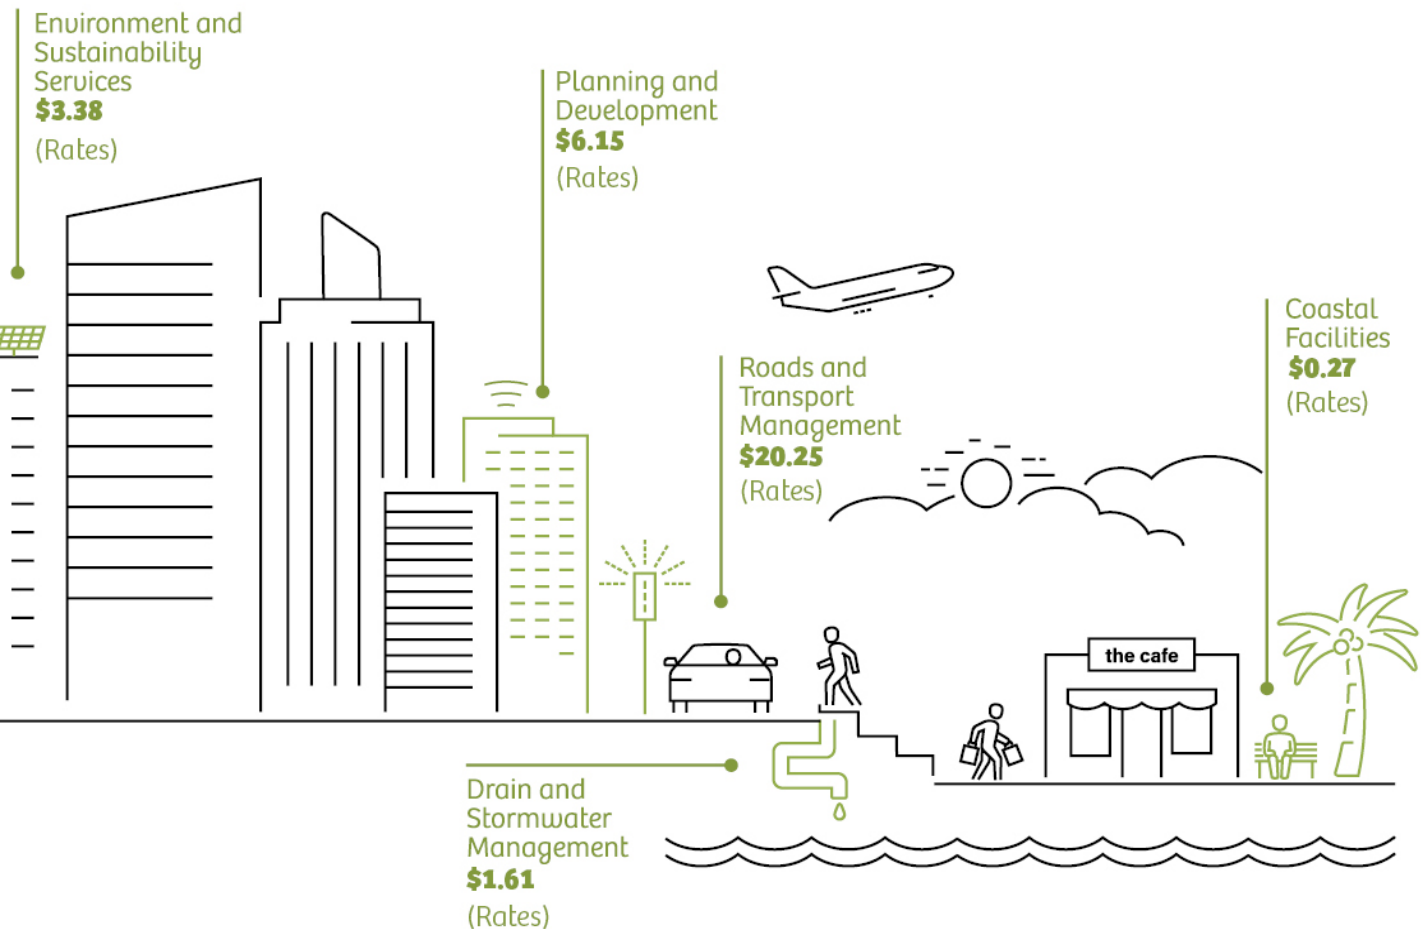 Environment and
Sustainability
Services
$3.38
(Rates)
Planning and
Development
$6.15
(Rates)
Roads and
Transport
Management
$20.25
(Rates)
Coastal
Facilities
$0.27
(Rates)
the cafe
Drain and
Stormwater
Management
$1.61
(Rates)